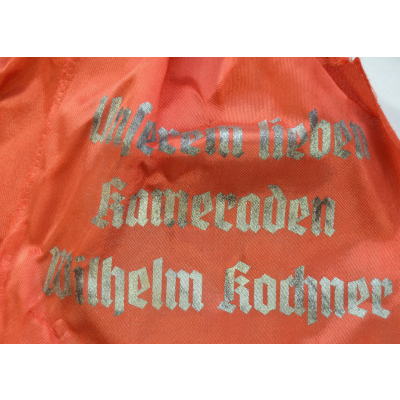 Unserem lieben
Kameraden
Wilhelm Kochner